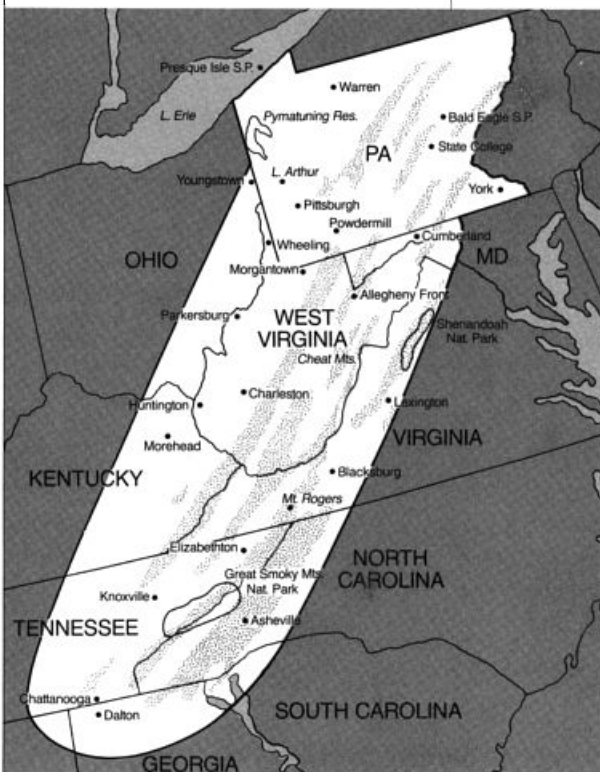 Presque Isle S.P.
Warren
L. Erie
Pymatuning Res.
Bald Eagle S.P.
PA
State College
L. Arthur
Youngstown
York
Pittsburgh
Powdermill
Cumberland
Wheeling
OHIO
MD
Morgantown
Allegheny Front
Parkersburg
WEST
VIRGINIA
Shenandoah
Nat. Park
Cheat Mts.
Charleston
Huntington
Lexington
Morehead
VIRGINIA
KENTUCKY
Blacksburg
Mt. Rogers
Elizabethton
NORTH
CAROLINA
Great Smoky Mts.
Nat. Park
Knoxville
TENNESSEE
Asheville
Chattanooga
Dalton
SOUTH CAROLINA
GEORGIA